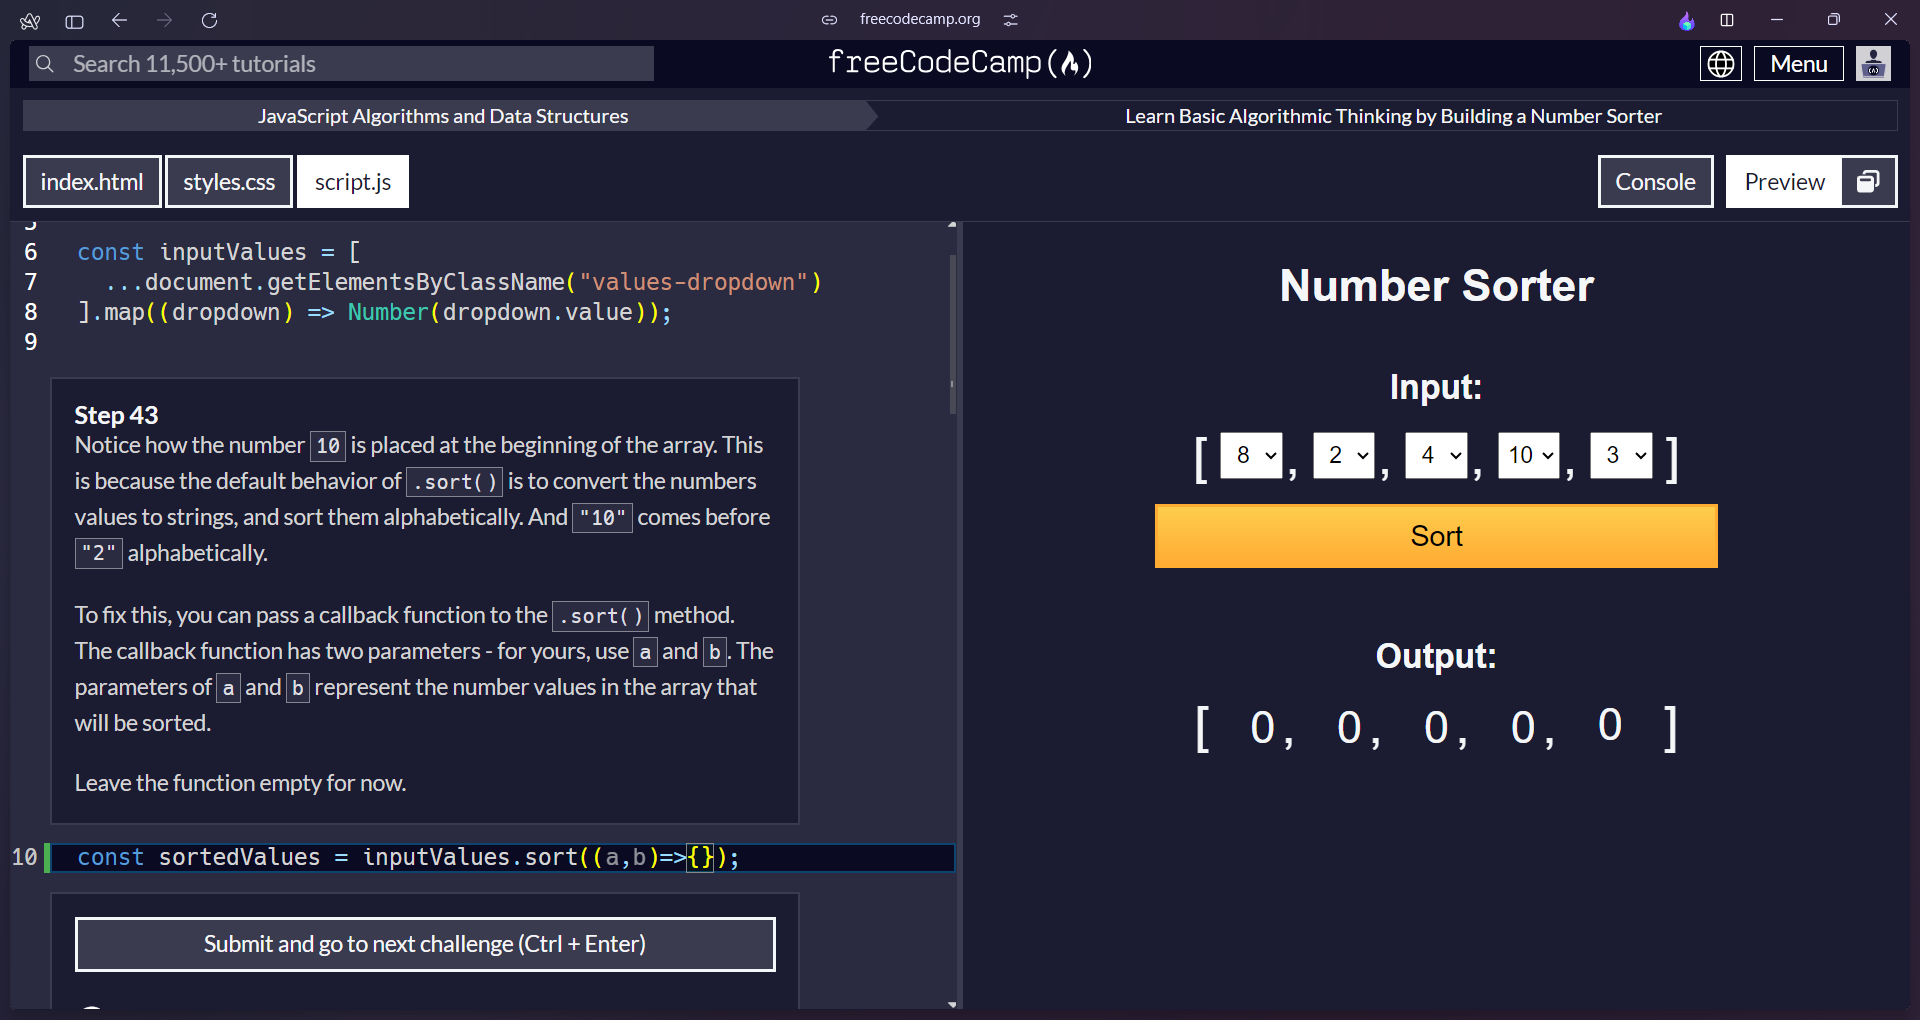 freecodecamp.org
Search 11,500+ tutorials
freeCodeCamp(🔥)
Menu
JavaScript Algorithms and Data Structures
Learn Basic Algorithmic Thinking by Building a Number Sorter
index.html
styles.css
script.js
Console
Preview
5
6 const inputValues = [
7 ...document.getElementsByClassName("values-dropdown")
8 ].map((dropdown) => Number(dropdown.value));
9
Step 43
Notice how the number 10 is placed at the beginning of the array. This
is because the default behavior of .sort() is to convert the numbers
values to strings, and sort them alphabetically. And "10" comes before
"2" alphabetically.
To fix this, you can pass a callback function to the .sort() method.
The callback function has two parameters - for yours, use a and b. The
parameters of a and b represent the number values in the array that
will be sorted.
Leave the function empty for now.
10 const sortedValues = inputValues.sort((a,b)=>{});
Submit and go to next challenge (Ctrl + Enter)
Number Sorter
Input:
[ 8 , 2 , 4 , 10 , 3 ]
Sort
Output:
[ 0 , 0 , 0 , 0 , 0 ]